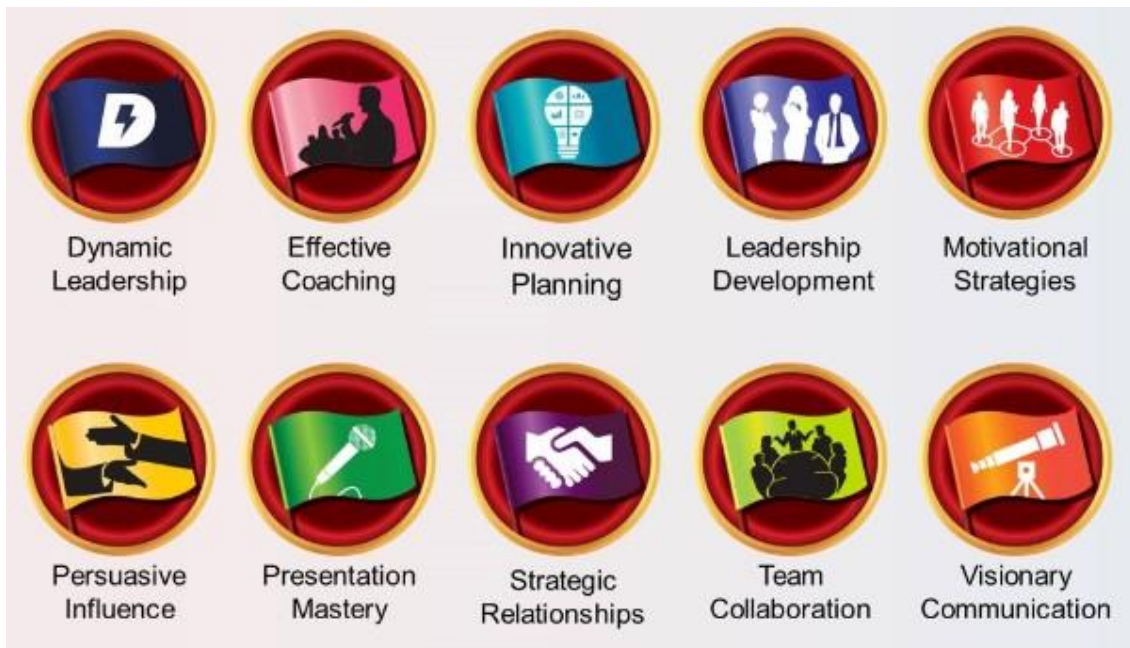 D
Dynamic
Leadership
Effective
Coaching
Innovative
Planning
Leadership
Development
Motivational
Strategies
Persuasive
Influence
Presentation
Mastery
Strategic
Relationships
Team
Collaboration
Visionary
Communication